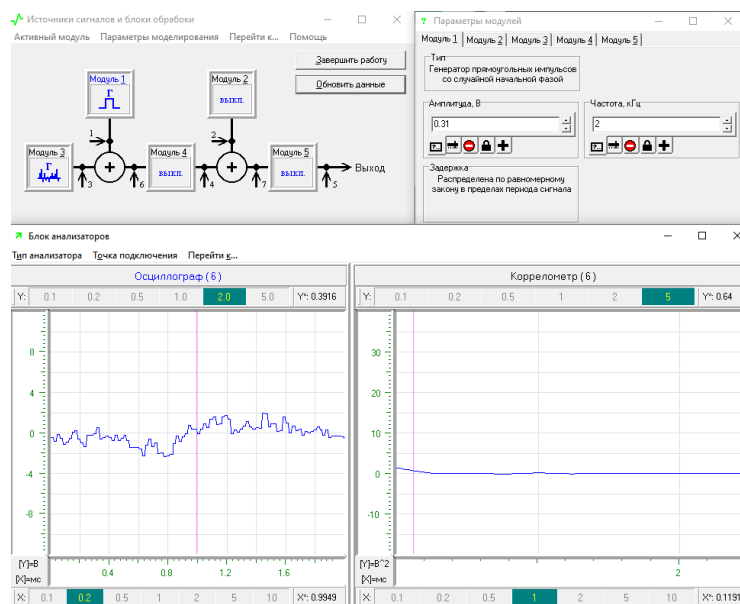 Источники сигналов и блоки обрабоки
Активный модуль Параметры моделирования Перейти к... Помощь
Завершить работу
Обновить данные
Модуль 1
Г
1
Модуль 2
выкл.
2
Модуль 3
Г
3
6
Модуль 4
выкл.
4
7
Модуль 5
выкл.
5
Выход
? Параметры модулей
Модуль 1 Модуль 2 Модуль 3 Модуль 4 Модуль 5
Тип
Генератор прямоугольных импульсов
со случайной начальной фазой
Амплитуда, В
0.31
Частота, кГц
2
Задержка
Распределена по равномерному
закону в пределах периода сигнала
Блок анализаторов
Тип анализатора Точка подключения Перейти к...
Осциллограф ( 6 )
Y: 0.1 0.2 0.5 1.0 2.0 5.0 Y*: 0.3916
8
4
0
-4
-8
[Y]=В
[X]=мс
0.4 0.8 1.2 1.6
X: 0.1 0.2 0.5 1 2 5 10 X*: 0.9949
Коррелометр ( 6 )
Y: 0.1 0.2 0.5 1 2 5 Y*: 0.64
30
20
10
0
-10
[Y]=В^2
[X]=мс
2
X: 0.1 0.2 0.5 1 2 5 10 X*: 0.1191